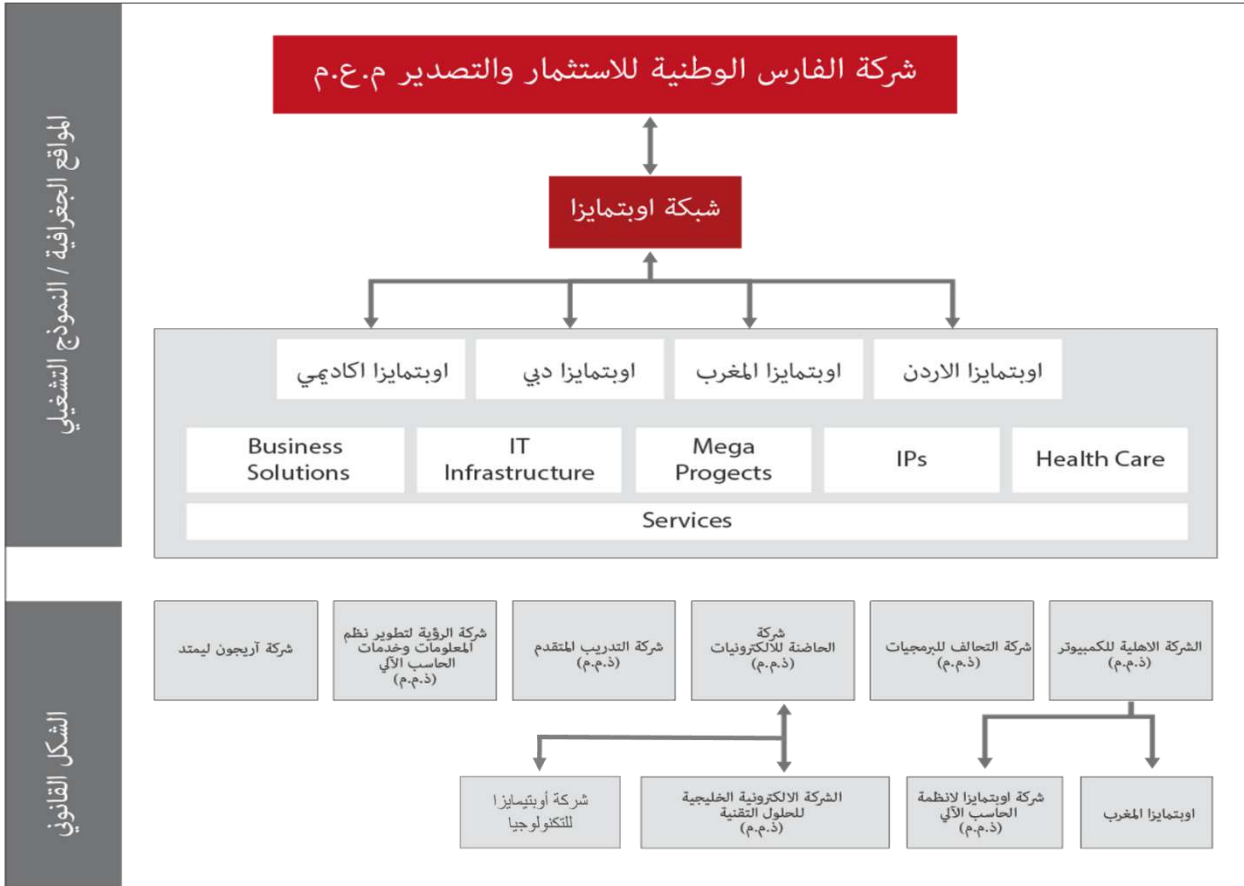 شركة الفارس الوطنية للاستثمار والتصدير م.ع.م
المواقع الجغرافية / النموذج التشغيلي
شبكة اوبتمايزا
اوبتمايزا الاردن
اوبتمايزا المغرب
اوبتمايزا دبي
اوبتمايزا اكاديمي
Business
Solutions
IT
Infrastructure
Mega
Progects
IPs
Health Care
Services
الشكل القانوني
الشركة الاهلية للكمبيوتر
(ذ.م.م)
شركة التحالف للبرمجيات
(ذ.م.م)
شركة
الحاضنة للالكترونيات
(ذ.م.م)
شركة التدريب المتقدم
(ذ.م.م)
شركة الرؤية لتطوير نظم
المعلومات وخدمات
الحاسب الآلي
(ذ.م.م)
شركة آريجون ليمتد
اوبتمايزا المغرب
شركة اوبتمايزا لانظمة
الحاسب الآلي
(ذ.م.م)
الشركة الالكترونية الخليجية
للحلول التقنية
(ذ.م.م)
شركة أوبتيمايزا
للتكنولوجيا